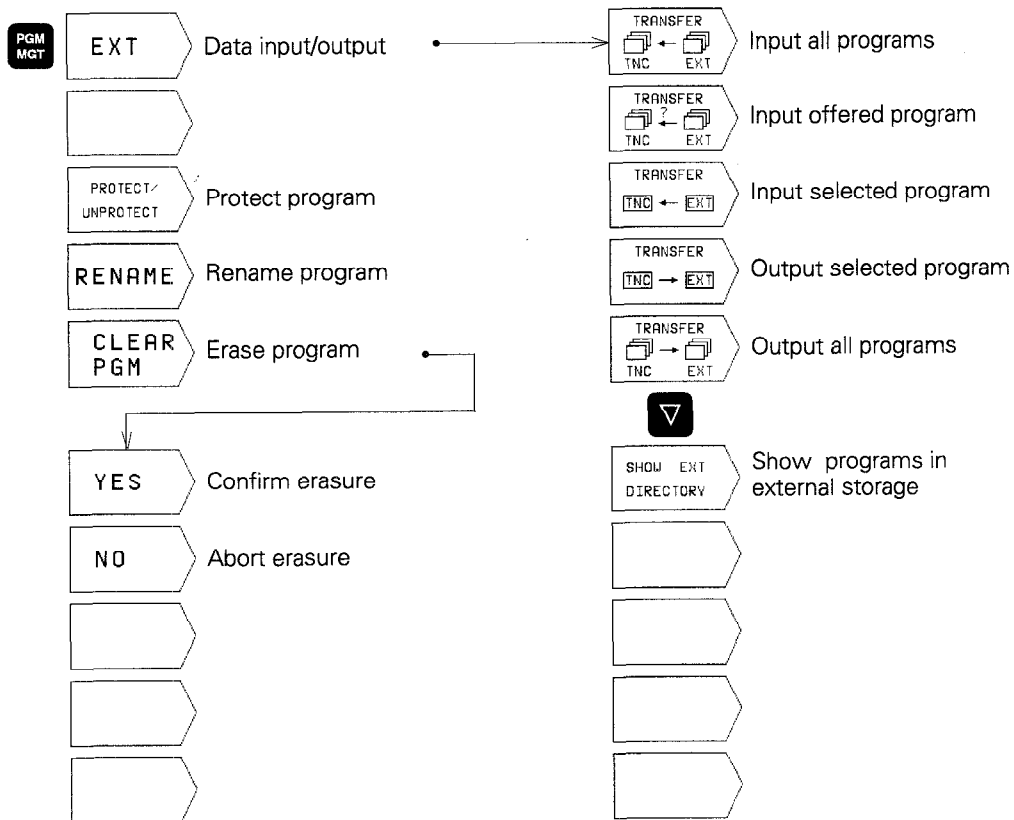 PGM
MGT
EXT
Data input/output
PROTECT/
UNPROTECT
Protect program
RENAME
Rename program
CLEAR
PGM
Erase program
YES
Confirm erasure
NO
Abort erasure
TRANSFER
TNC EXT
Input all programs
TRANSFER
?
TNC EXT
Input offered program
TRANSFER
TNC ← EXT
Input selected program
TRANSFER
TNC → EXT
Output selected program
TRANSFER
TNC EXT
Output all programs
SHOW EXT
DIRECTORY
Show programs in
external storage